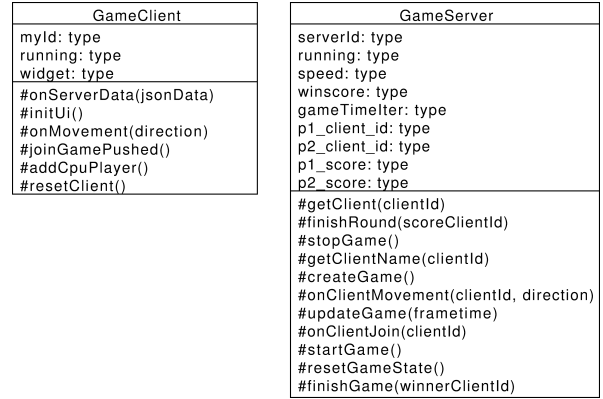 GameClient
myId: type
running: type
widget: type
#onServerData(jsonData)
#initUi()
#onMovement(direction)
#joinGamePushed()
#addCpuPlayer()
#resetClient()
GameServer
serverId: type
running: type
speed: type
winscore: type
gameTimeIter: type
p1_client_id: type
p2_client_id: type
p1_score: type
p2_score: type
#getClient(clientId)
#finishRound(scoreClientId)
#stopGame()
#getClientName(clientId)
#createGame()
#onClientMovement(clientId, direction)
#updateGame(frametime)
#onClientJoin(clientId)
#startGame()
#resetGameState()
#finishGame(winnerClientId)